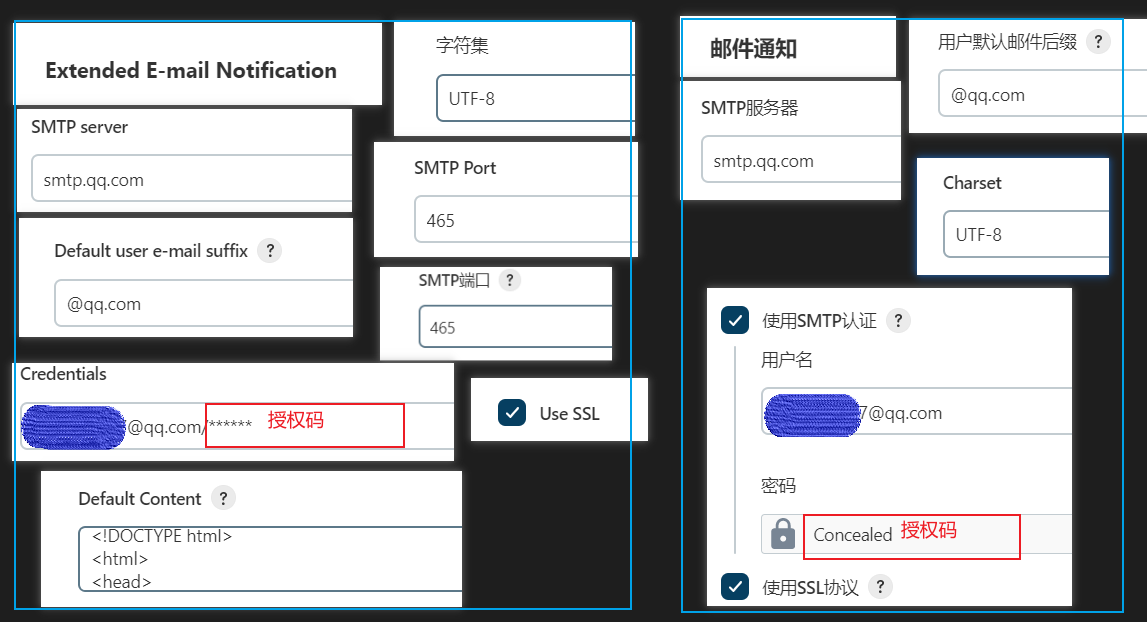 Extended E-mail Notification
字符集
UTF-8
SMTP server
smtp.qq.com
SMTP Port
465
Default user e-mail suffix ?
@qq.com
SMTP端口 ?
465
Credentials
@qq.com/****** 授权码
Use SSL
Default Content ?
<!DOCTYPE html>
<html>
<head>
邮件通知
用户默认邮件后缀 ?
@qq.com
SMTP服务器
smtp.qq.com
Charset
UTF-8
使用SMTP认证 ?
用户名
7@qq.com
密码
Concealed 授权码
使用SSL协议 ?